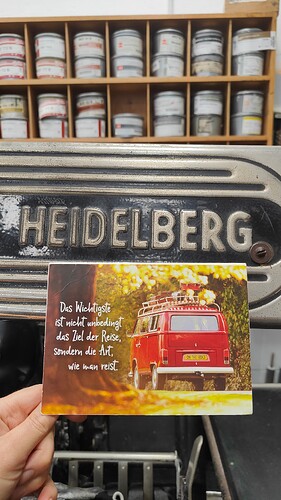 HEIDELBERG
Das Wichtigste
ist nicht unbedingt
das Ziel der Reise,
sondern die Art,
wie man reist.